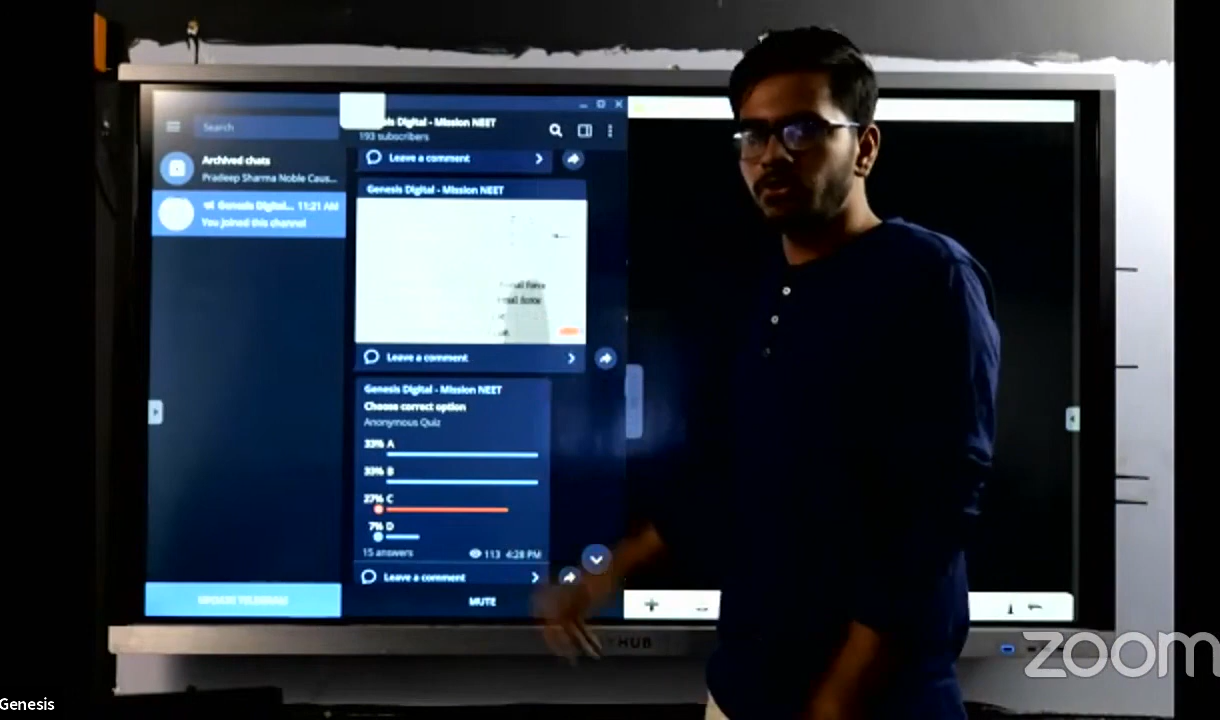 Search
Archived chats
Pradeep Sharma Noble Caus...
Genesis Digital... 11:21 AM
You joined this channel
Digital - Mission NEET
193 subscribers
Leave a comment
Genesis Digital - Mission NEET
Leave a comment
Genesis Digital - Mission NEET
Choose correct option
Anonymous Quiz
33% A
33% B
27% C
7% D
15 answers 113 4:28 PM
Leave a comment
UPDATE TELEGRAM
MUTE
HUB
zoom
Genesis